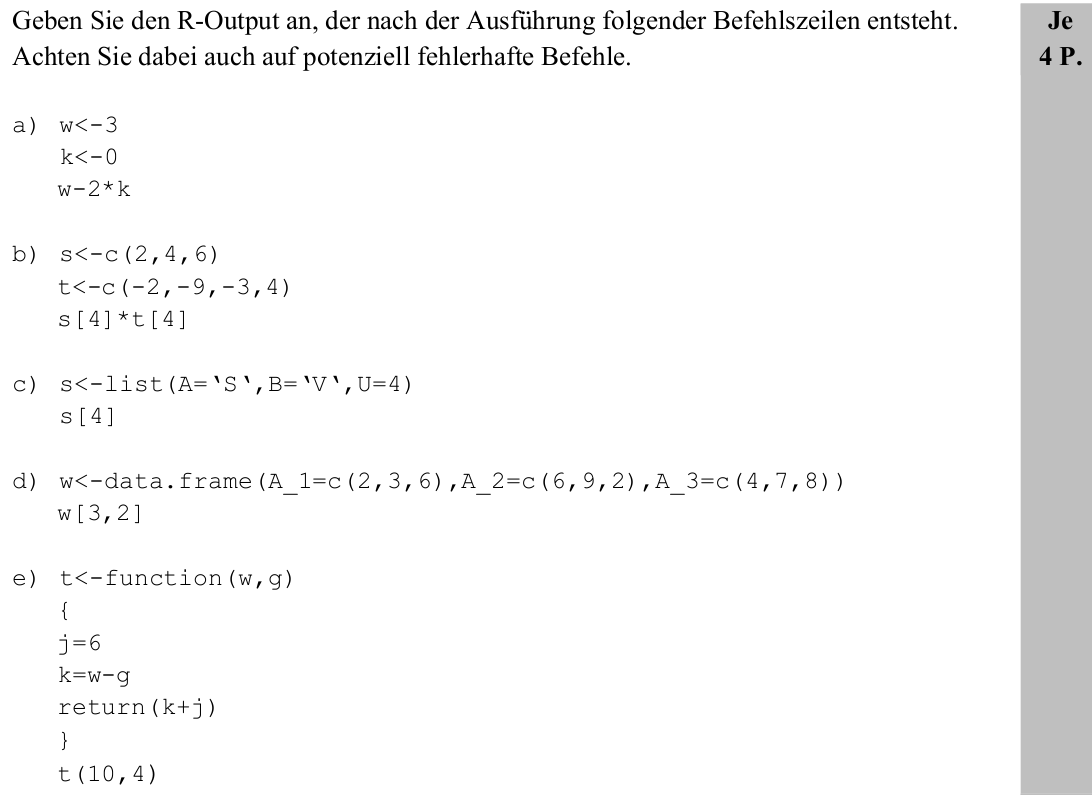 Geben Sie den R-Output an, der nach der Ausführung folgender Befehlszeilen entsteht. Je
Achten Sie dabei auch auf potenziell fehlerhafte Befehle. 4 P.
a) w<-3
k<-0
w-2*k
b) s<-c(2,4,6)
t<-c(-2,-9,-3,4)
s[4]*t[4]
c) s<-list(A=‛S‛,B=‛V‛,U=4)
s[4]
d) w<-data.frame(A_1=c(2,3,6),A_2=c(6,9,2),A_3=c(4,7,8))
w[3,2]
e) t<-function(w,g)
{
j=6
k=w-g
return(k+j)
}
t(10,4)